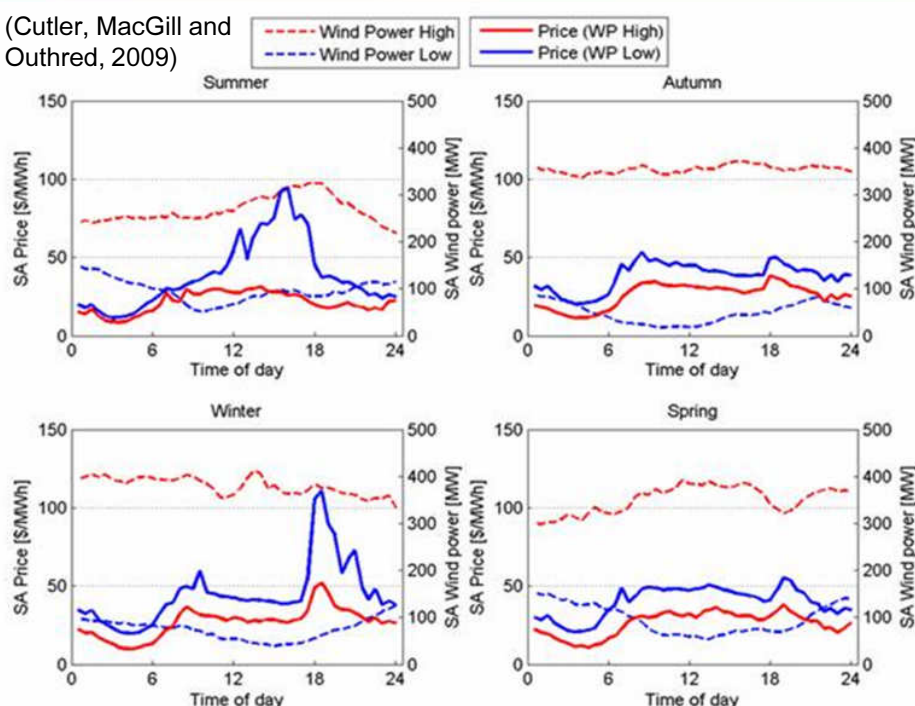 (Cutler, MacGill and
Outhred, 2009)
Wind Power High
Wind Power Low
Price (WP High)
Price (WP Low)
Summer
150
100
50
0
SA Price [$/MWh]
500
400
300
200
100
0
SA Wind power [MW]
0 6 12 18 24
Time of day
Autumn
150
100
50
0
SA Price [$/MWh]
500
400
300
200
100
0
SA Wind power [MW]
0 6 12 18 24
Time of day
Winter
150
100
50
0
SA Price [$/MWh]
500
400
300
200
100
0
SA Wind power [MW]
0 6 12 18 24
Time of day
Spring
150
100
50
0
SA Price [$/MWh]
500
400
300
200
100
0
SA Wind power [MW]
0 6 12 18 24
Time of day